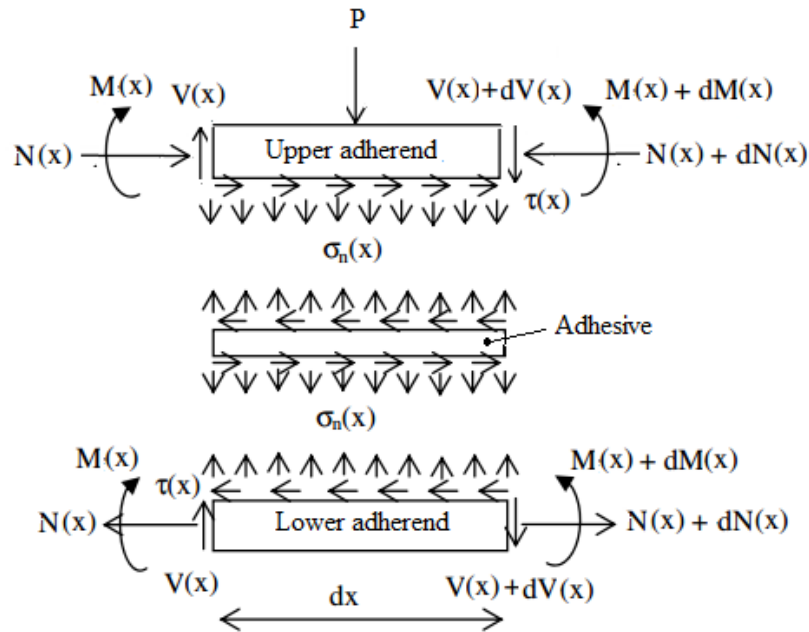 P
M(x) V(x) V(x)+dV(x) M(x) + dM(x)
N(x) Upper adherend N(x) + dN(x)
τ(x)
σn(x)
Adhesive
σn(x)
M(x) τ(x) M(x) + dM(x)
N(x) Lower adherend N(x) + dN(x)
V(x) dx V(x)+dV(x)